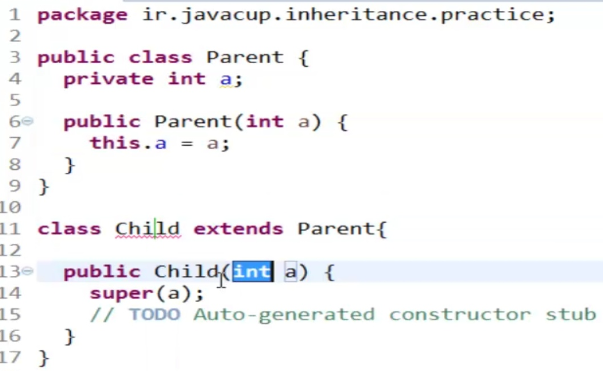 1 package ir.javacup.inheritance.practice;
2
3 public class Parent {
4 private int a;
5
6 public Parent(int a) {
7 this.a = a;
8 }
9 }
10
11 class Child extends Parent{
12
13 public Child(int a) {
14 super(a);
15 // TODO Auto-generated constructor stub
16 }
17 }